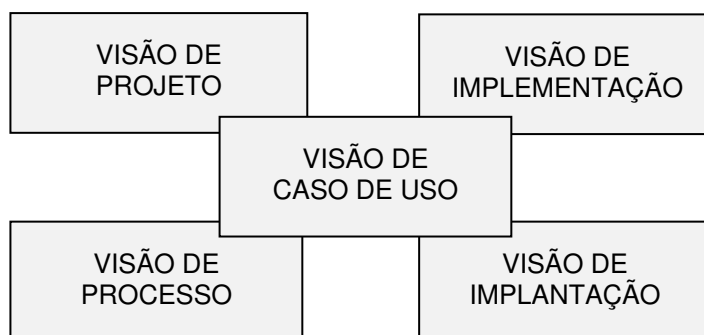 VISÃO DE
PROJETO
VISÃO DE
IMPLEMENTAÇÃO
VISÃO DE
CASO DE USO
VISÃO DE
PROCESSO
VISÃO DE
IMPLANTAÇÃO